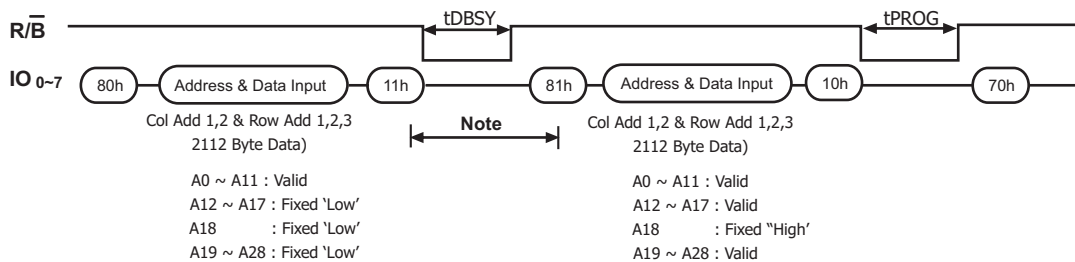 tDBSY
tPROG
R/B̅
IO 0~7
80h
Address & Data Input
11h
81h
Address & Data Input
10h
70h
Note
Col Add 1,2 & Row Add 1,2,3
2112 Byte Data)
A0 ~ A11 : Valid
A12 ~ A17 : Fixed ‘Low’
A18 : Fixed ‘Low’
A19 ~ A28 : Fixed ‘Low’
Col Add 1,2 & Row Add 1,2,3
2112 Byte Data)
A0 ~ A11 : Valid
A12 ~ A17 : Valid
A18 : Fixed “High’
A19 ~ A28 : Valid